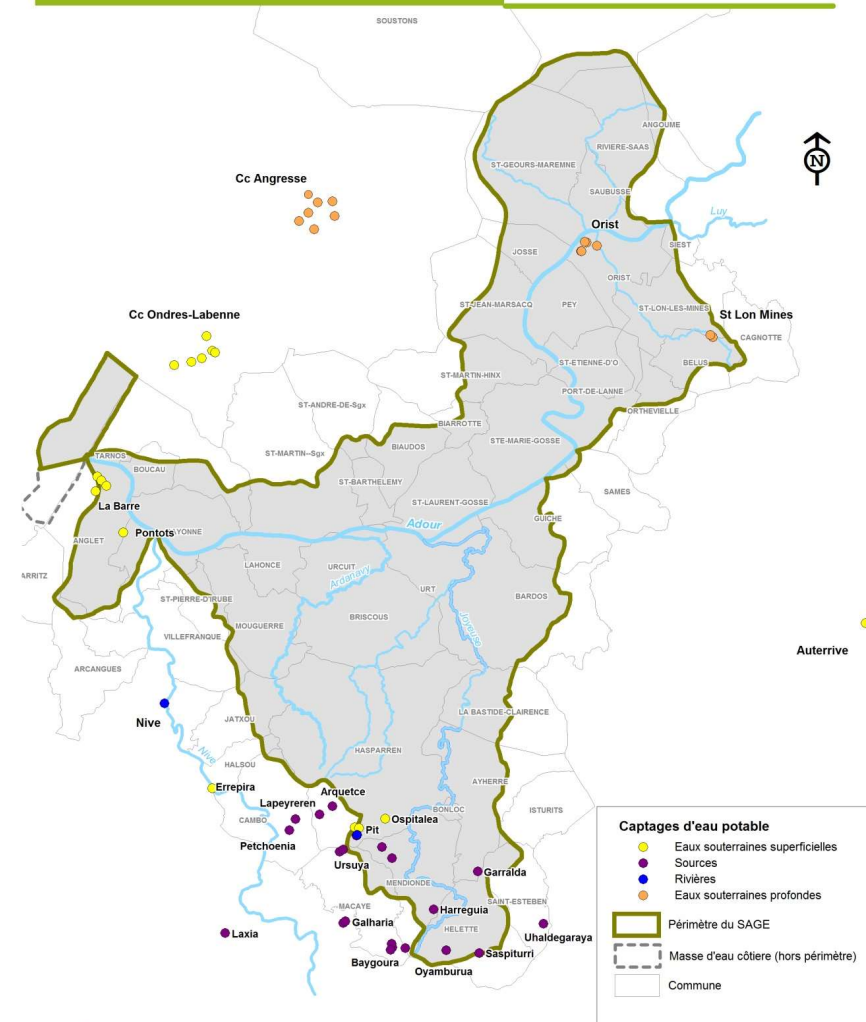 SOUSTONS
ANGOUME
RIVIERE-SAAS
ST-GEOURS-MAREMNE
N
Cc Angresse
SAUBUSSE
Luy
Orist
JOSSE
SIEST
ORIST
ST-JEAN-MARSACQ
PEY
ST-LON-LES-MINES
St Lon Mines
Cc Ondres-Labenne
CAGNOTTE
ST-ETIENNE-D'O
BELUS
ST-MARTIN-HINX
PORT-DE-LANNE
ST-ANDRE-DE-Sgx
ORTHEVIELLE
BIARROTTE
STE-MARIE-GOSSE
BIAUDOS
ST-MARTIN--Sgx
TARNOS
BOUCAU
ST-BARTHELEMY
SAMES
La Barre
ST-LAURENT-GOSSE
GUICHE
Adour
Pontots
AYONNE
ANGLET
LAHONCE
URCUIT
ARRITZ
Ardanavy
URT
BARDOS
ST-PIERRE-D'IRUBE
Joyeuse
BRISCOUS
MOUGUERRE
VILLEFRANQUE
Auterrive
ARCANGUES
LA BASTIDE-CLAIRENCE
Nive
JATXOU
Nive
HASPARREN
HALSOU
AYHERRE
Errepira
Arquetce
Lapeyreren
BONLOC
ISTURITS
CAMBO
Ospitalea
Pit
Petchoenia
Ursuya
Garralda
MENDIONDE
SAINT-ESTEBEN
MACAYE
Harreguia
Galharia
HELETTE
Laxia
Uhaldegaraya
Saspiturri
Baygoura
Oyamburua
Captages d'eau potable
Eaux souterraines superficielles
Sources
Rivières
Eaux souterraines profondes
Périmètre du SAGE
Masse d'eau côtiere (hors périmètre)
Commune